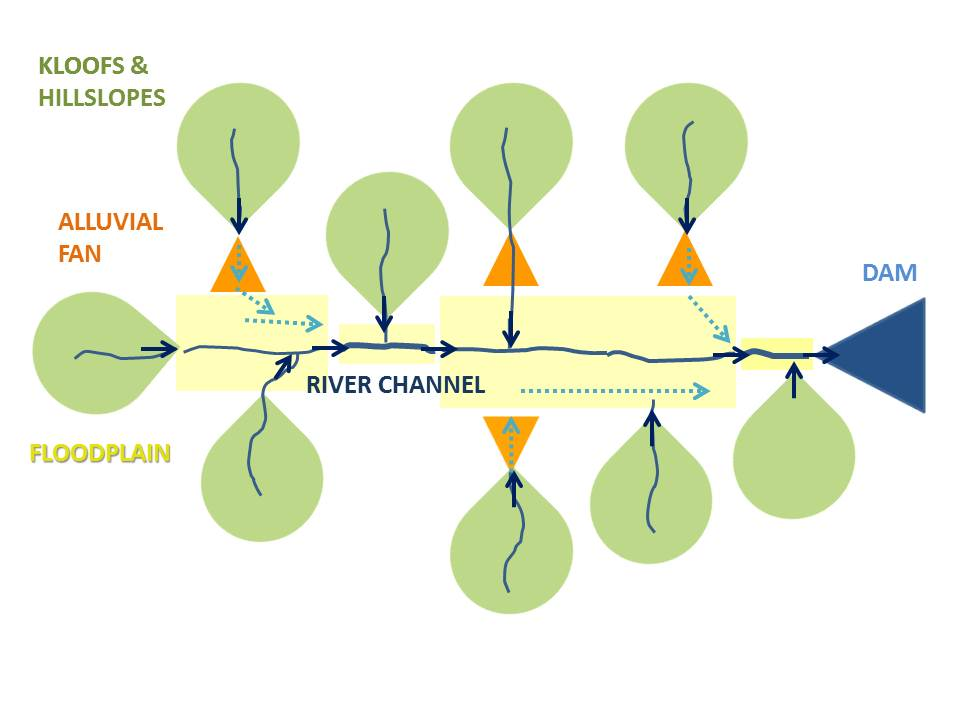 KLOOFS &
HILLSLOPES
ALLUVIAL
FAN
DAM
RIVER CHANNEL
FLOODPLAIN